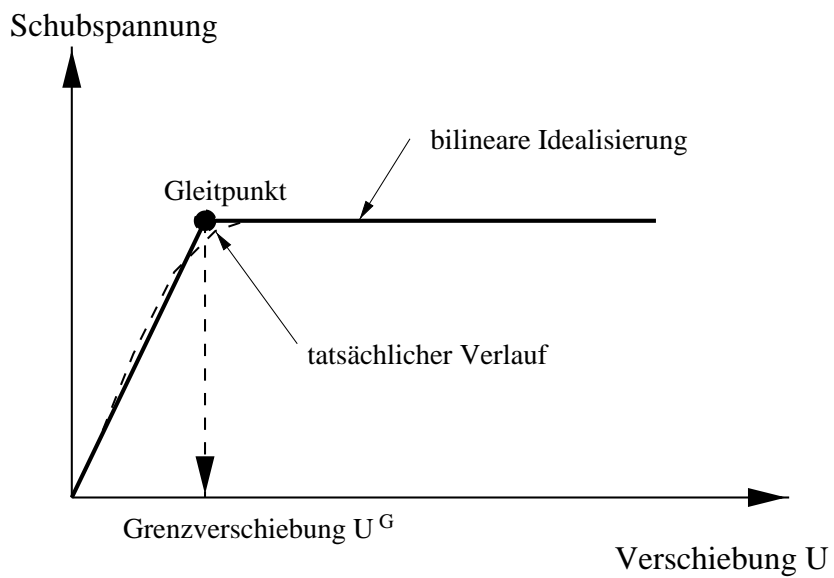 Schubspannung
bilineare Idealisierung
Gleitpunkt
tatsächlicher Verlauf
Grenzverschiebung U G
Verschiebung U